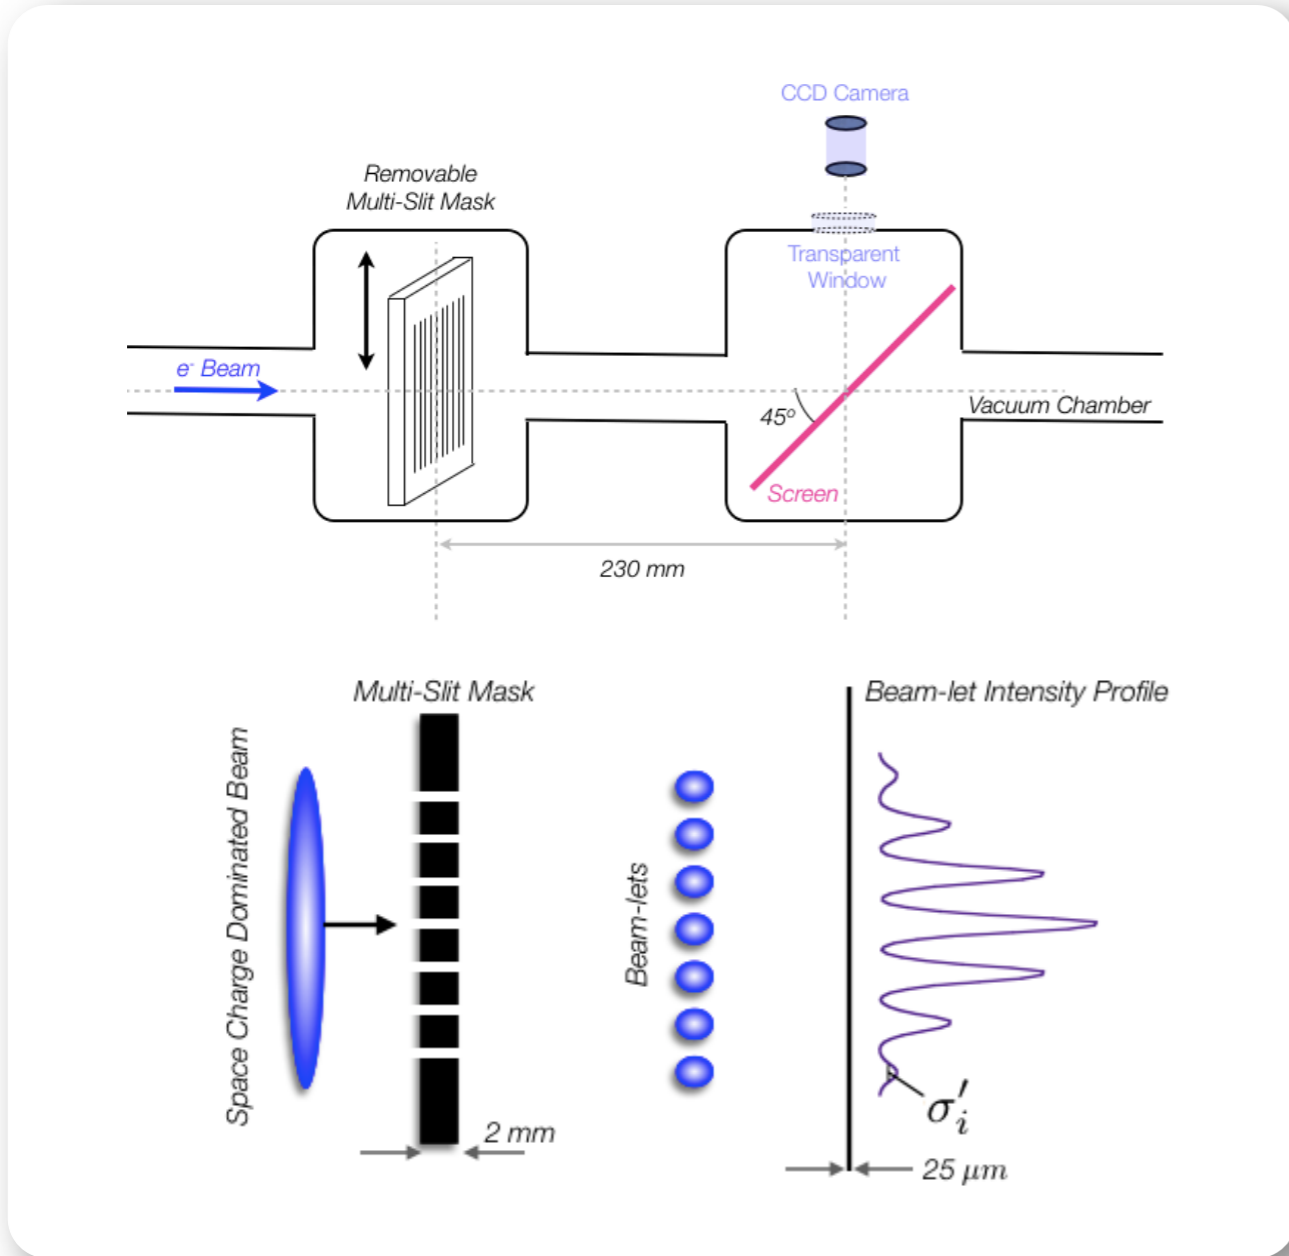 CCD Camera
Removable
Multi-Slit Mask
Transparent
Window
e- Beam
45º
Vacuum Chamber
Screen
230 mm
Multi-Slit Mask
Beam-let Intensity Profile
Space Charge Dominated Beam
Beam-lets
σ′i
2 mm
25 μm